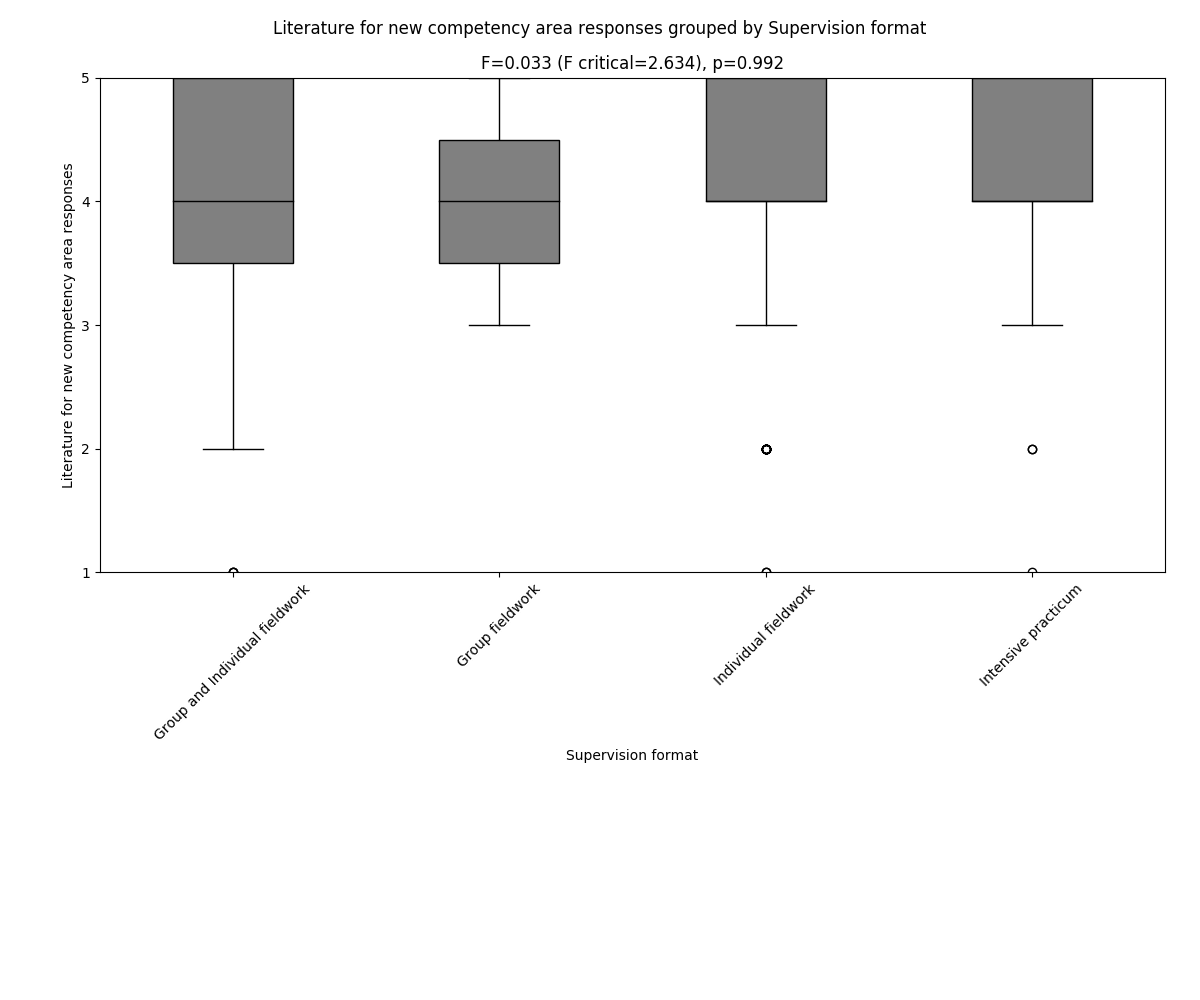 Literature for new competency area responses grouped by Supervision format
F=0.033 (F critical=2.634), p=0.992
Literature for new competency area responses
5
4
3
2
1
Group and Individual fieldwork
Group fieldwork
Individual fieldwork
Intensive practicum
Supervision format